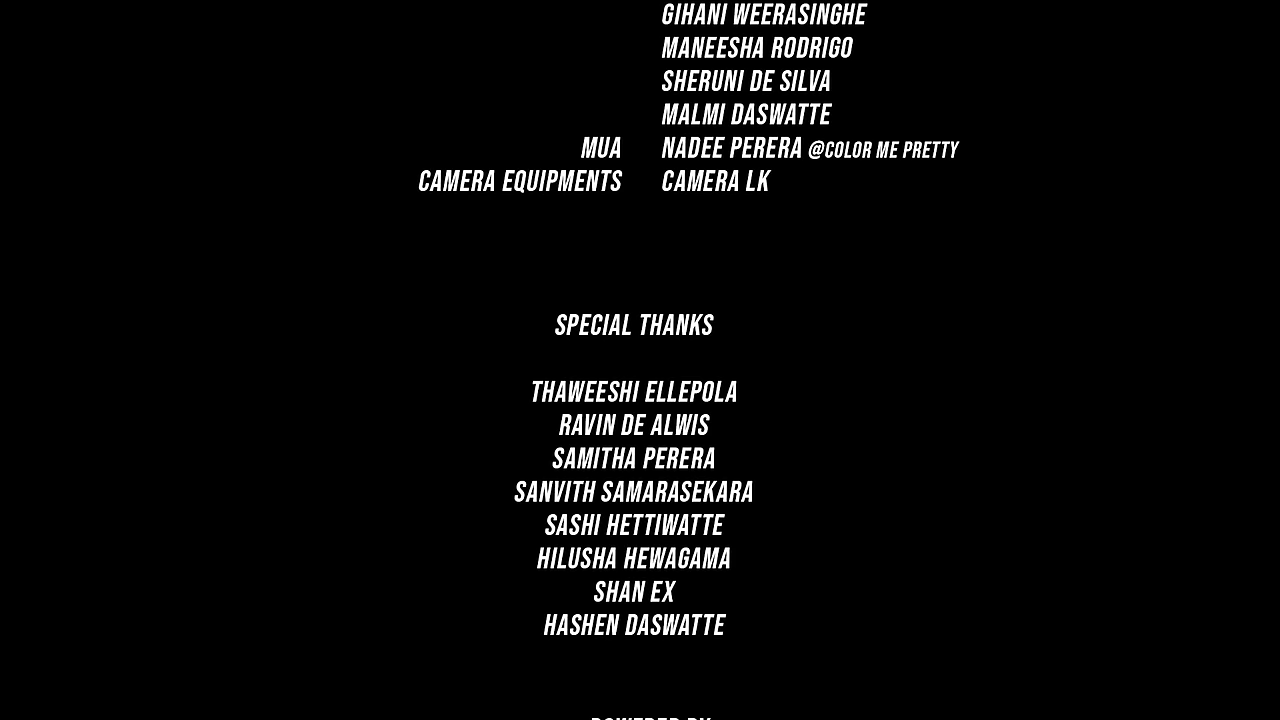 GIHANI WEERASINGHE
MANEESHA RODRIGO
SHERUNI DE SILVA
MALMI DASWATTE
MUA NADEE PERERA @COLOR ME PRETTY
CAMERA EQUIPMENTS CAMERA LK
SPECIAL THANKS
THAWEESHI ELLEPOLA
RAVIN DE ALWIS
SAMITHA PERERA
SANVITH SAMARASEKARA
SASHI HETTIWATTE
HILUSHA HEWAGAMA
SHAN EX
HASHEN DASWATTE
POWERED BY